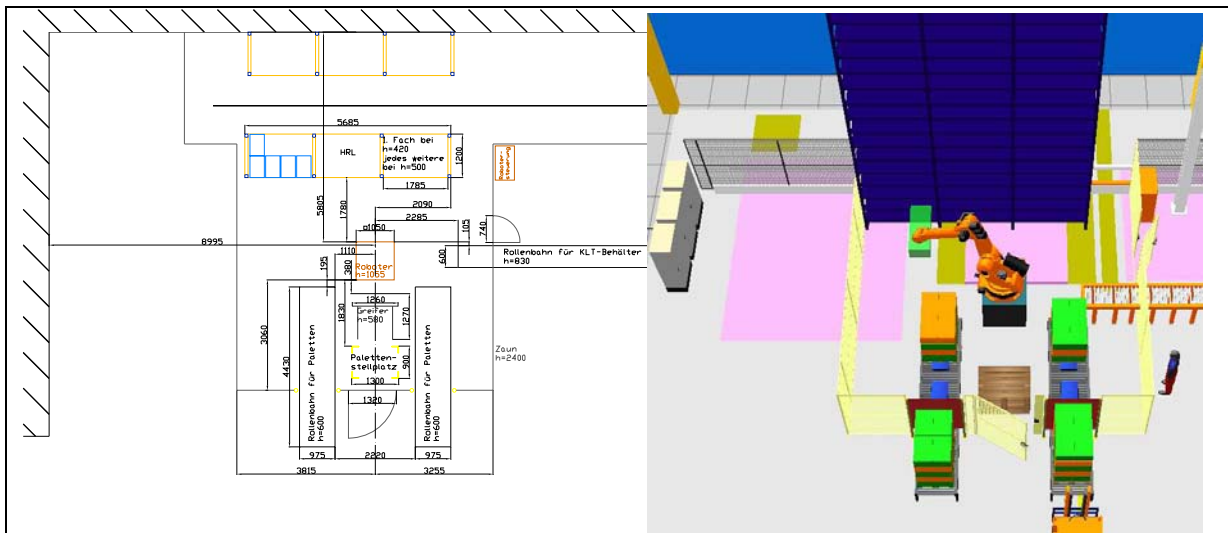 5685
1. Fach bei
h=420
jedes weitere
bei h=500
HRL
1200
Roboter-
steuerung
1785
2090
5805
1780
2285
105
740
ø1050
8995
1110
600
Rollenbahn für KLT-Behälter
h=830
195
380
Roboter
h=1065
1260
Greifer
h=580
1830
1270
3060
4430
Zaun
h=2400
Paletten-
stellplatz
900
1300
1320
Rollenbahn für Paletten
h=600
Rollenbahn für Paletten
h=600
975
2220
975
3815
3255